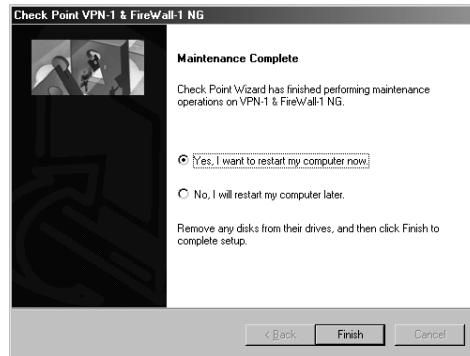 Check Point VPN-1 & FireWall-1 NG
Maintenance Complete
Check Point Wizard has finished performing maintenance
operations on VPN-1 & FireWall-1 NG.
Yes, I want to restart my computer now.
No, I will restart my computer later.
Remove any disks from their drives, and then click Finish to
complete setup.
< Back Finish Cancel